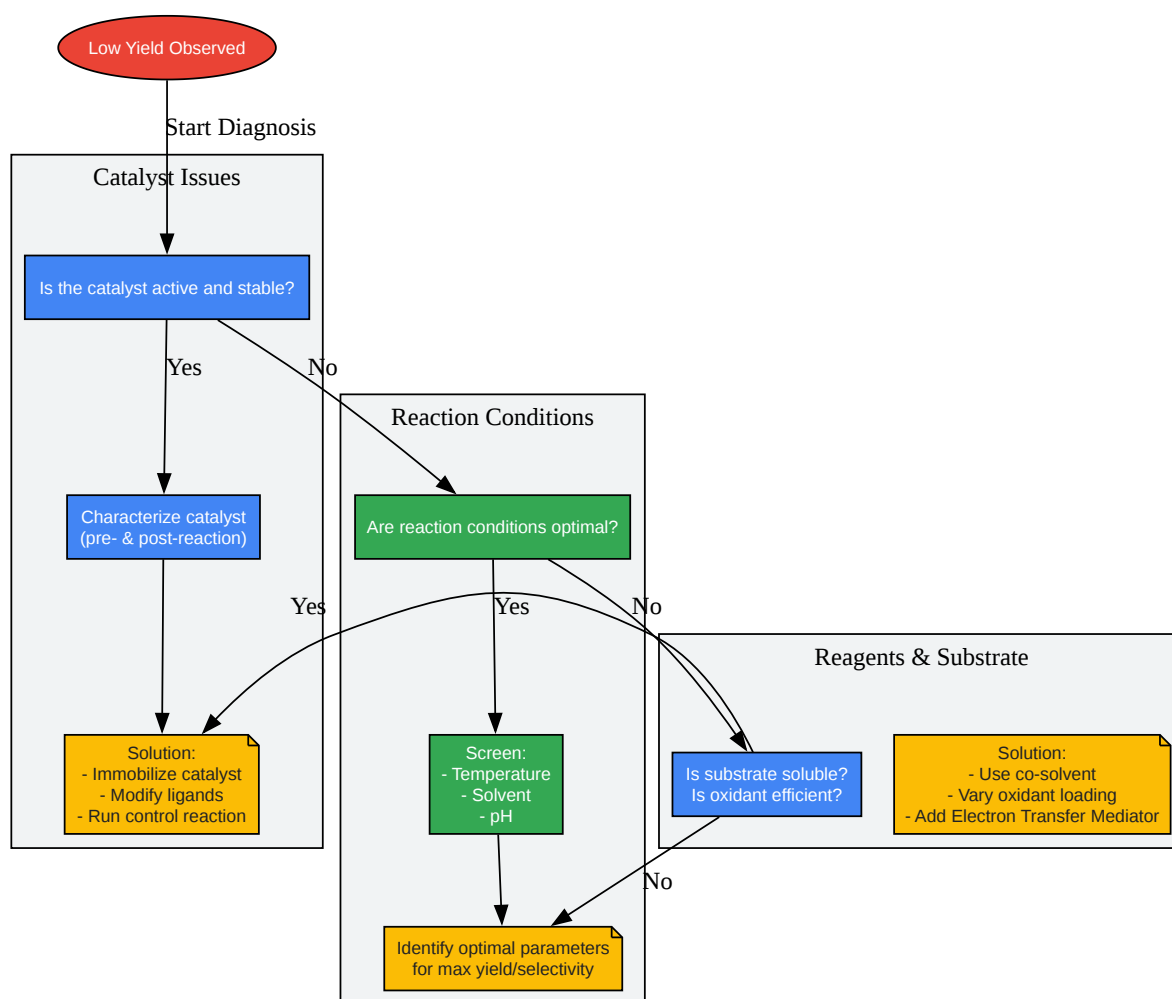 Low Yield Observed
Start Diagnosis
Catalyst Issues
Is the catalyst active and stable?
Yes
No
Reaction Conditions
Characterize catalyst
(pre- & post-reaction)
Are reaction conditions optimal?
Yes
Yes
No
Reagents & Substrate
Solution:
- Immobilize catalyst
- Modify ligands
- Run control reaction
Screen:
- Temperature
- Solvent
- pH
Is substrate soluble?
Is oxidant efficient?
Solution:
- Use co-solvent
- Vary oxidant loading
- Add Electron Transfer Mediator
No
Identify optimal parameters
for max yield/selectivity